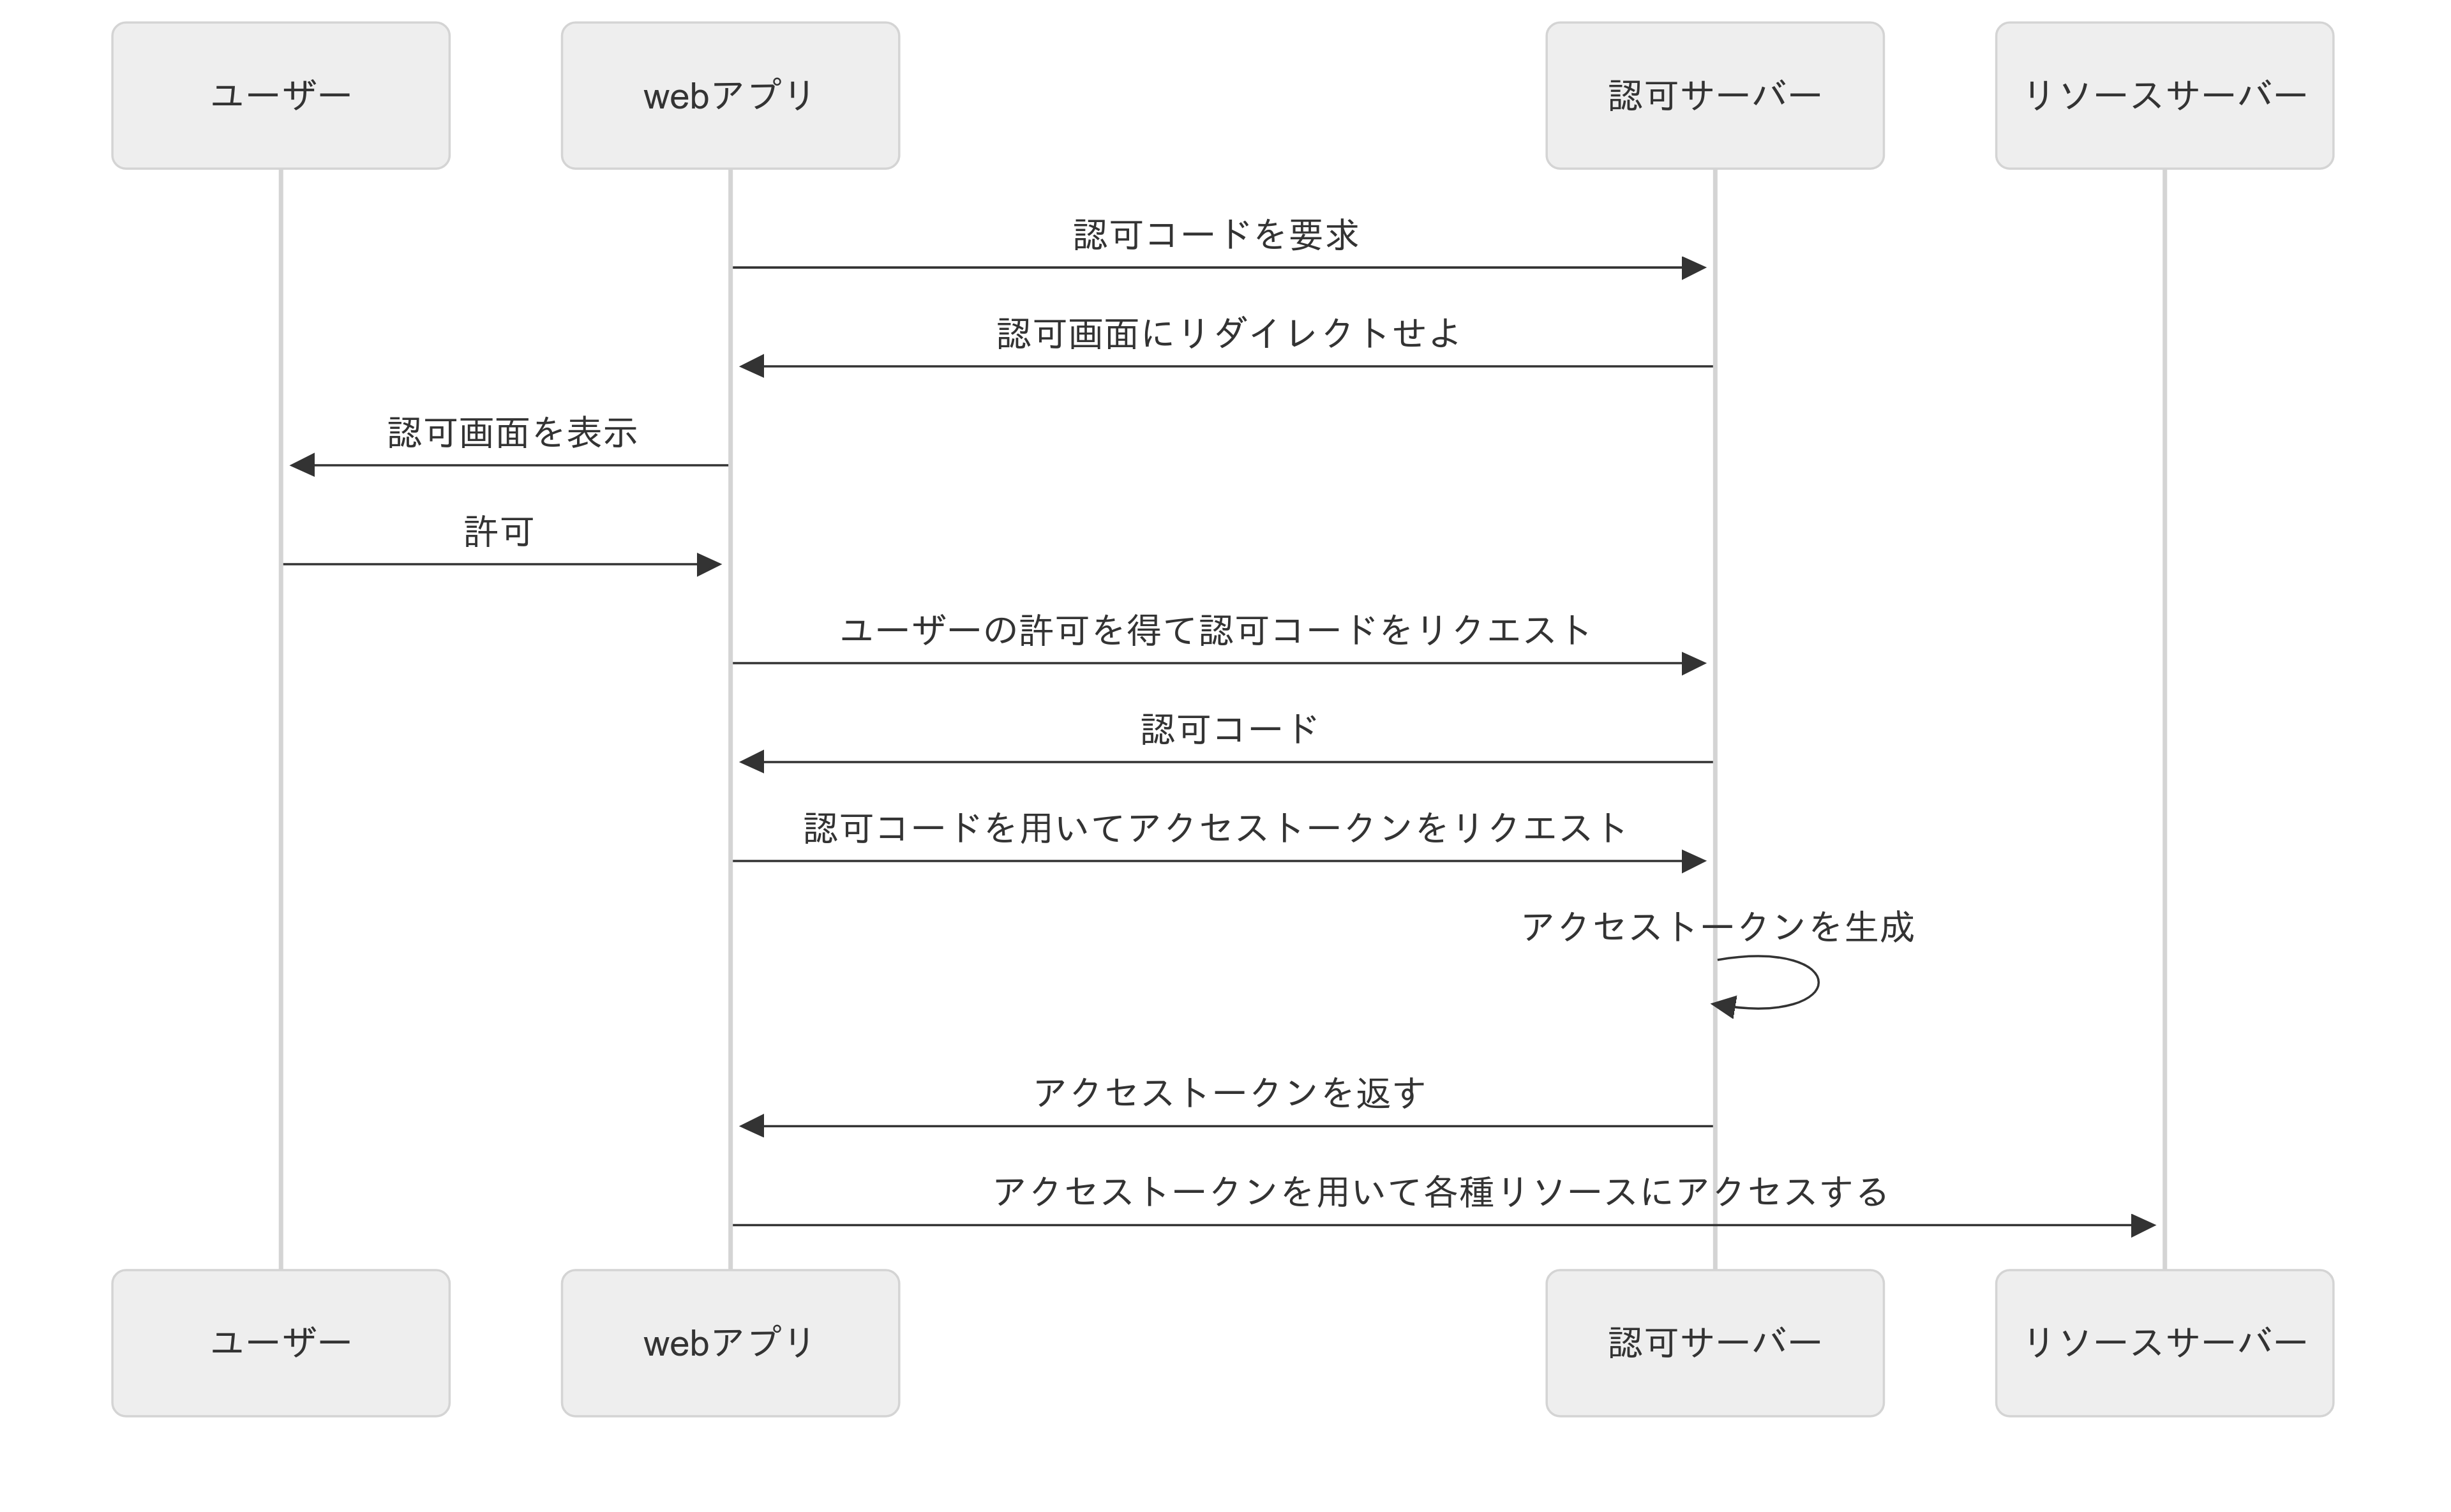 ユーザー
webアプリ
認可サーバー
リソースサーバー
認可コードを要求
認可画面にリダイレクトせよ
認可画面を表示
許可
ユーザーの許可を得て認可コードをリクエスト
認可コード
認可コードを用いてアクセストークンをリクエスト
アクセストークンを生成
アクセストークンを返す
アクセストークンを用いて各種リソースにアクセスする
ユーザー
webアプリ
認可サーバー
リソースサーバー